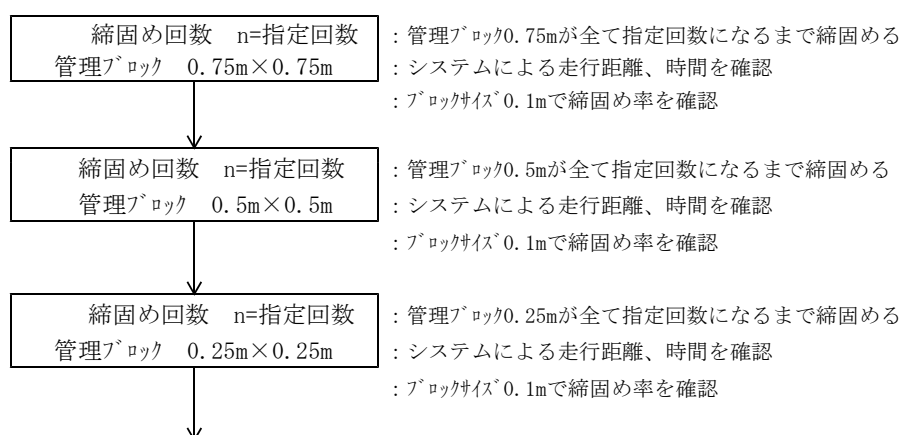 締固め回数 n=指定回数
管理ﾌﾞﾛｯｸ 0.75m×0.75m
：管理ﾌﾞﾛｯｸ0.75mが全て指定回数になるまで締固める
：システムによる走行距離、時間を確認
：ﾌﾞﾛｯｸｻｲｽﾞ0.1mで締固め率を確認
締固め回数 n=指定回数
管理ﾌﾞﾛｯｸ 0.5m×0.5m
：管理ﾌﾞﾛｯｸ0.5mが全て指定回数になるまで締固める
：システムによる走行距離、時間を確認
：ﾌﾞﾛｯｸｻｲｽﾞ0.1mで締固め率を確認
締固め回数 n=指定回数
管理ﾌﾞﾛｯｸ 0.25m×0.25m
：管理ﾌﾞﾛｯｸ0.25mが全て指定回数になるまで締固める
：システムによる走行距離、時間を確認
：ﾌﾞﾛｯｸｻｲｽﾞ0.1mで締固め率を確認